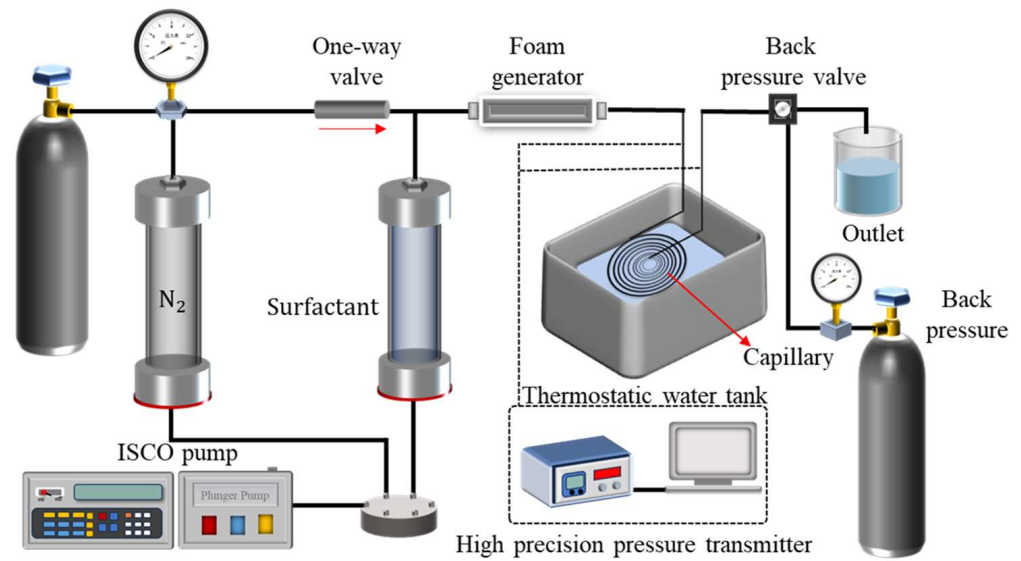 One-way
valve
Foam
generator
Back
pressure valve
N₂
Surfactant
Outlet
Back
pressure
Capillary
Thermostatic water tank
ISCO pump
Plunger Pump
High precision pressure transmitter